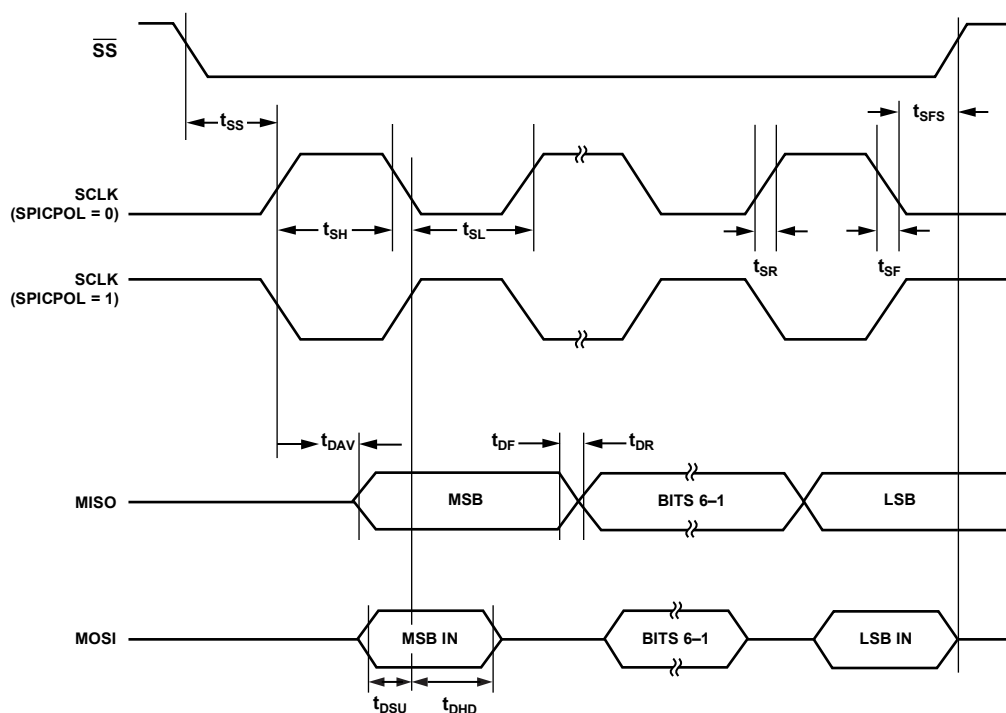 SS
tSS
tSFS
SCLK
(SPICPOL = 0)
tSH
tSL
tSR
tSF
SCLK
(SPICPOL = 1)
tDAV
tDF
tDR
MISO
MSB
BITS 6–1
LSB
MOSI
MSB IN
BITS 6–1
LSB IN
tDSU
tDHD